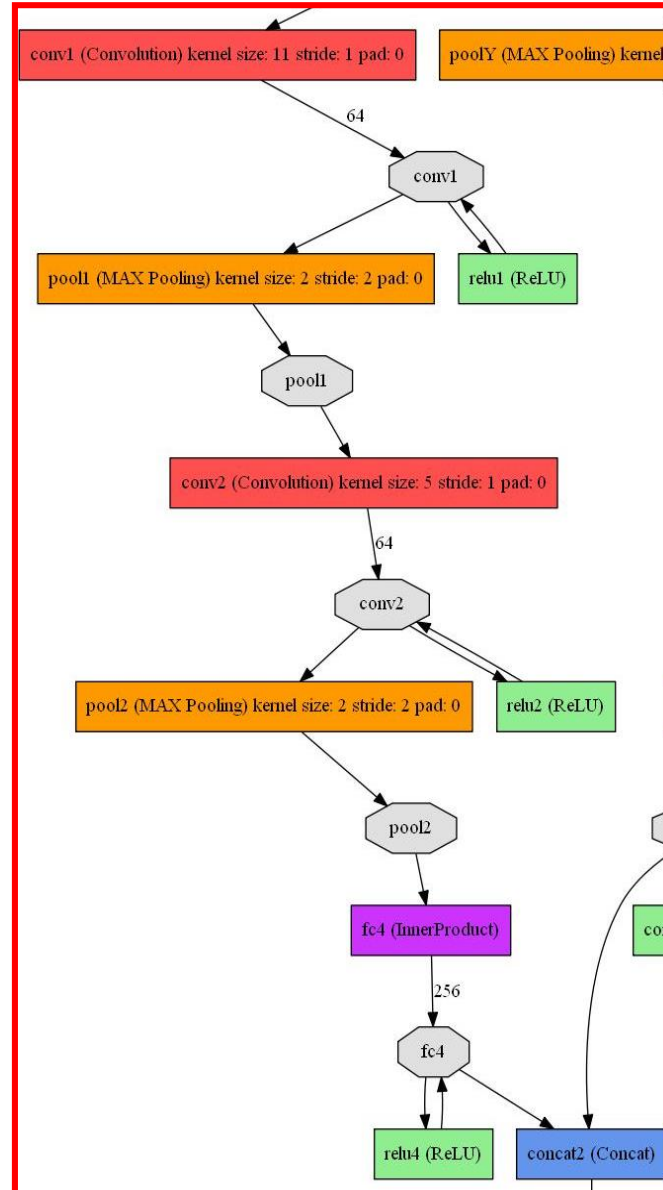 conv1 (Convolution) kernel size: 11 stride: 1 pad: 0
poolY (MAX Pooling) kernel
64
conv1
pool1 (MAX Pooling) kernel size: 2 stride: 2 pad: 0
relu1 (ReLU)
pool1
conv2 (Convolution) kernel size: 5 stride: 1 pad: 0
64
conv2
pool2 (MAX Pooling) kernel size: 2 stride: 2 pad: 0
relu2 (ReLU)
pool2
fc4 (InnerProduct)
256
fc4
relu4 (ReLU)
concat2 (Concat)